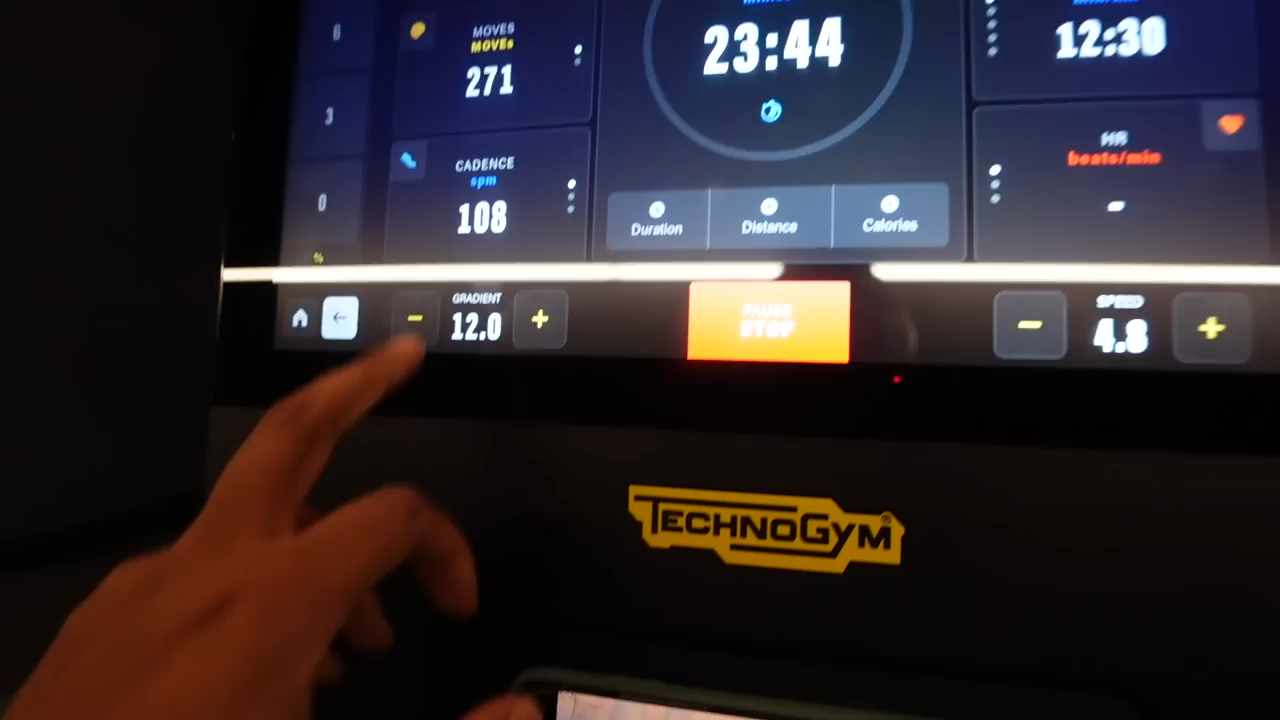 6
3
0
%
MOVES
MOVEs
271
CADENCE
spm
108
23:44
Duration
Distance
Calories
12:30
HR
beats/min
-
GRADIENT
- 12.0 +
PAUSE
STOP
SPEED
- 4.8 +
TECHNOGYM®